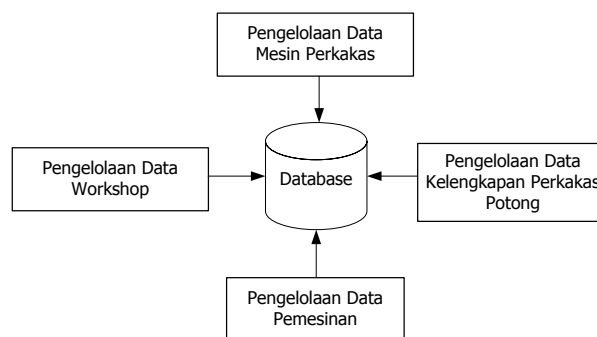 Pengelolaan Data
Mesin Perkakas
Pengelolaan Data
Workshop
Database
Pengelolaan Data
Kelengkapan Perkakas
Potong
Pengelolaan Data
Pemesinan